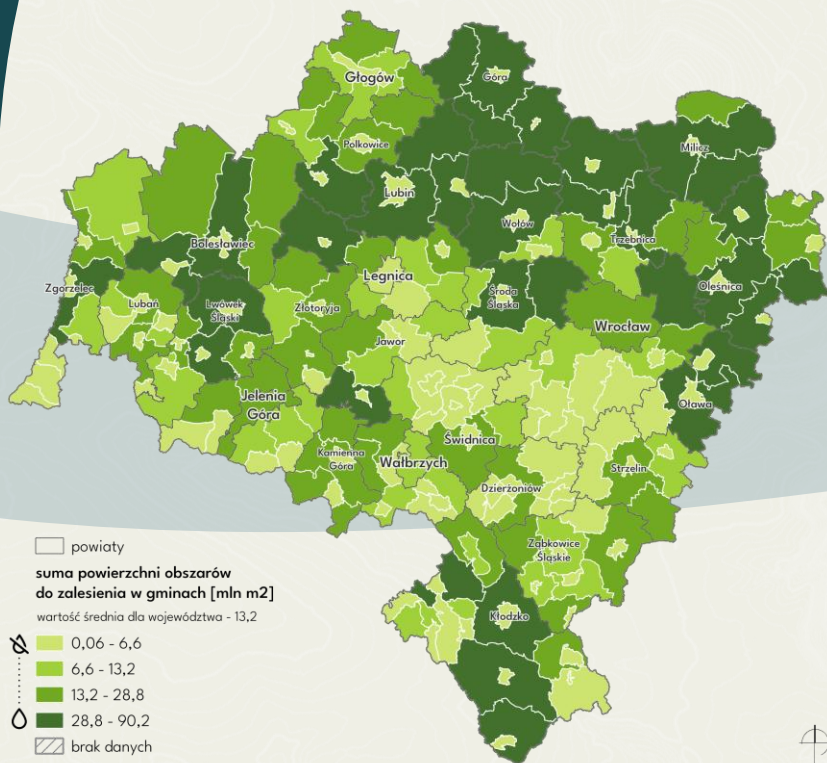 Góra
Głogów
Polkowice
Milicz
Lubin
Wołów
Trzebnica
Bolesławiec
Legnica
Oleśnica
Zgorzelec
Środa
Śląska
Lubań
Lwówek
Śląski
Złotoryja
Wrocław
Jawor
Jelenia
Góra
Oława
Świdnica
Kamienna
Góra
Wałbrzych
Strzelin
Dzierżoniów
Ząbkowice
Śląskie
Kłodzko
powiaty
suma powierzchni obszarów
do zalesienia w gminach [mln m2]
wartość średnia dla województwa - 13,2
0,06 - 6,6
6,6 - 13,2
13,2 - 28,8
28,8 - 90,2
brak danych